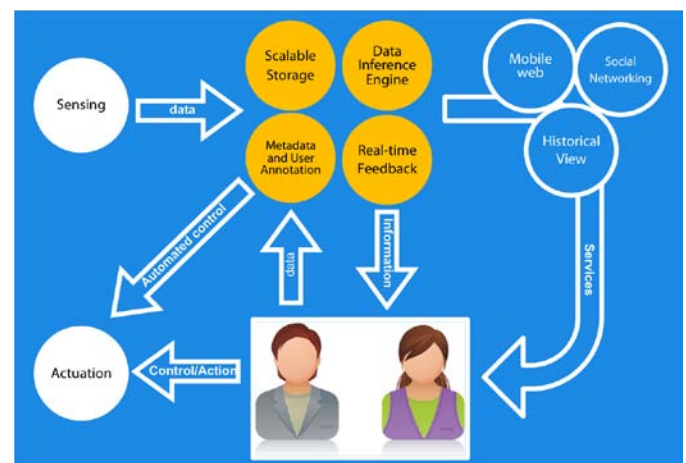 Scalable
Storage
Data
Inference
Engine
Mobile
web
Social
Networking
Sensing
data
Metadata
and User
Annotation
Real-time
Feedback
Historical
View
Automated control
data
Information
Services
Actuation
Control/Action